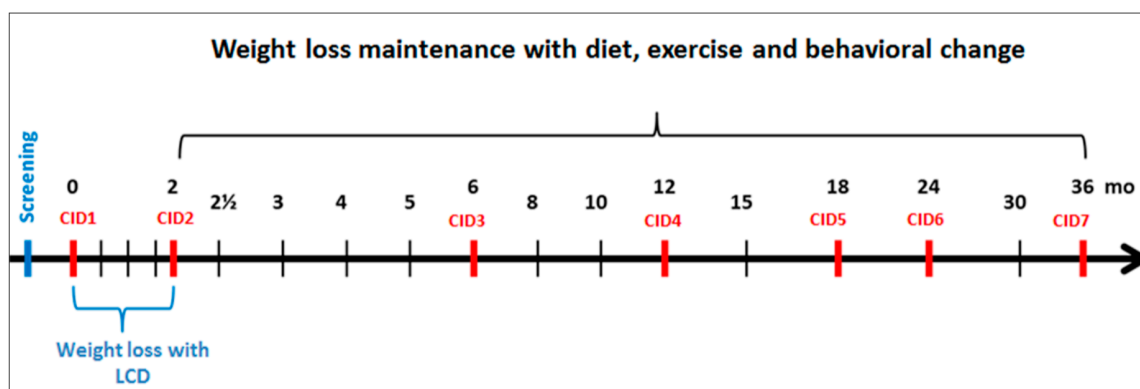 Weight loss maintenance with diet, exercise and behavioral change
Screening
0 2 2½ 3 4 5 6 8 10 12 15 18 24 30 36 mo
CID1 CID2 CID3 CID4 CID5 CID6 CID7
Weight loss with
LCD